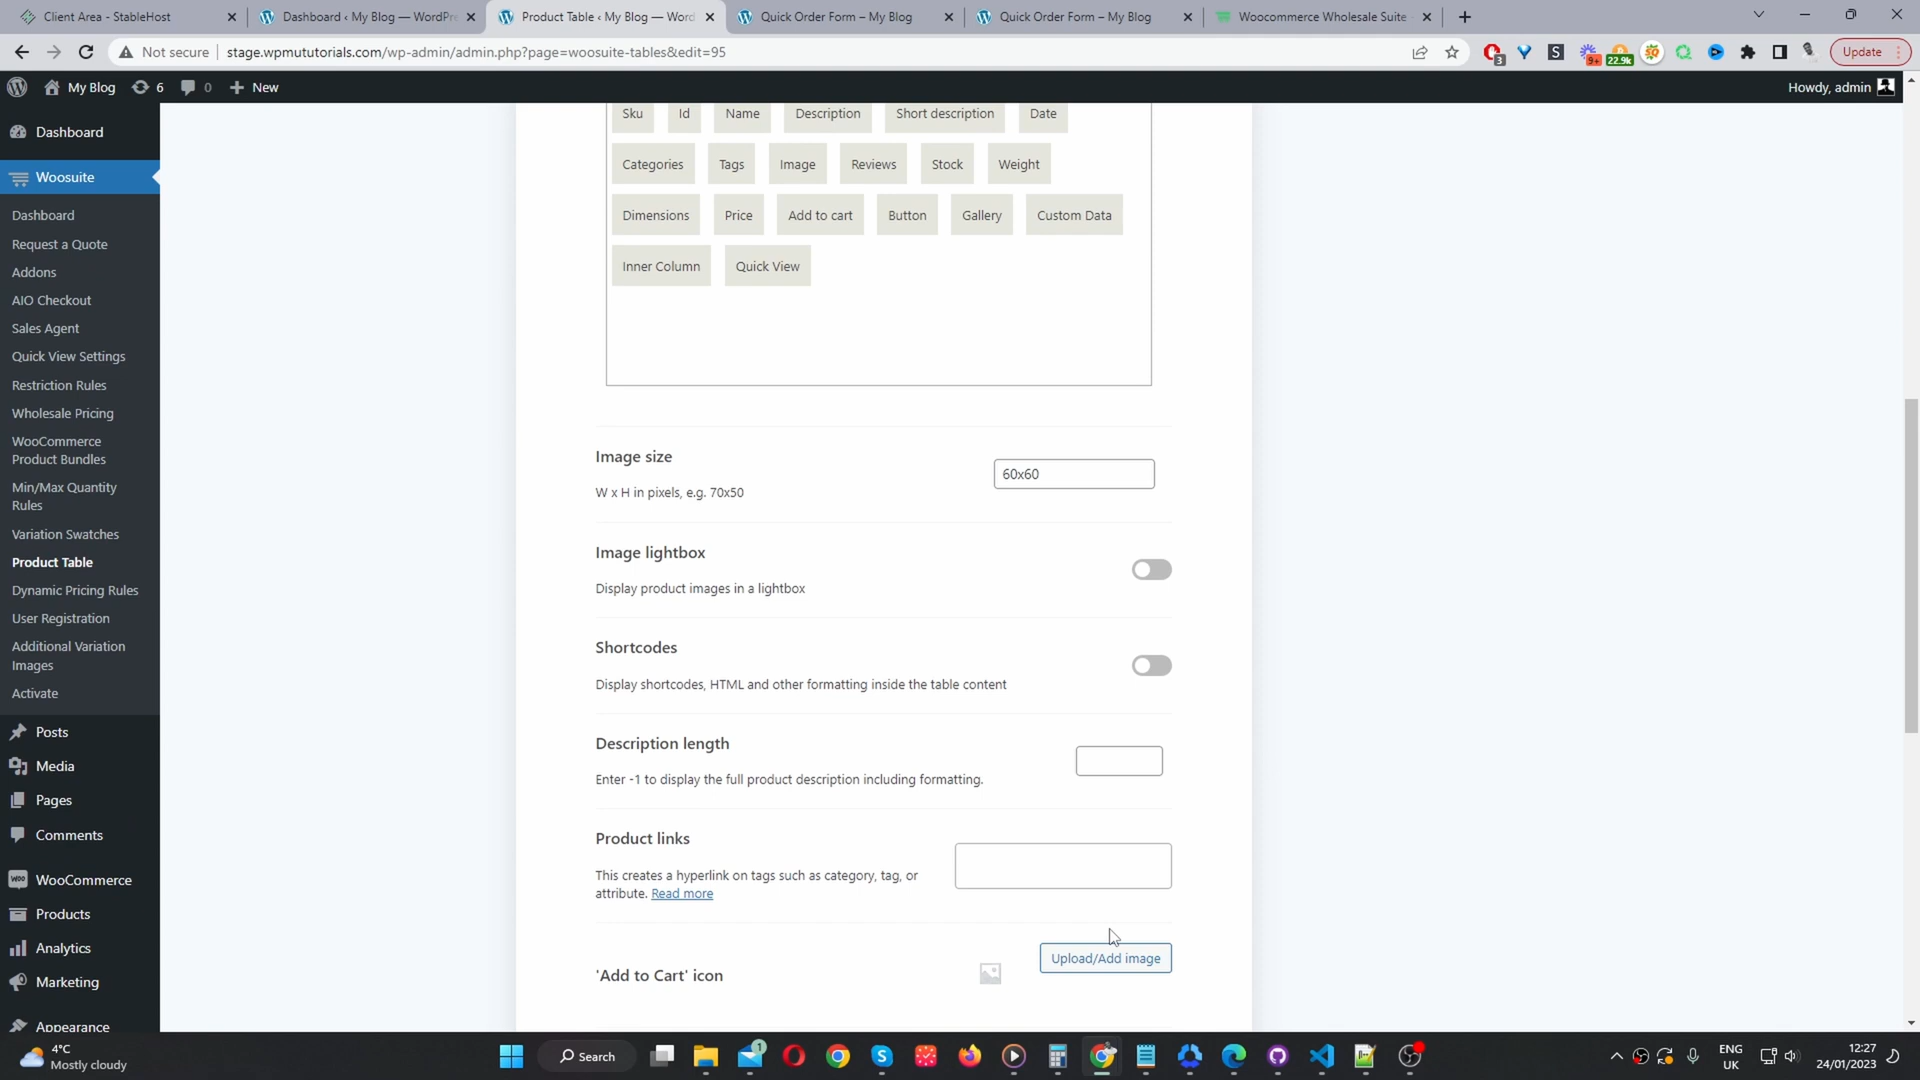 Client Area - StableHost
Dashboard ‹ My Blog — WordPre
Product Table ‹ My Blog — Word
Quick Order Form – My Blog
Quick Order Form – My Blog
Woocommerce Wholesale Suite
Not secure
stage.wpmututorials.com/wp-admin/admin.php?page=woosuite-tables&edit=95
3
S
9+
22.9k
Update
My Blog
6
0
New
Howdy, admin
Dashboard
Woosuite
Dashboard
Request a Quote
Addons
AIO Checkout
Sales Agent
Quick View Settings
Restriction Rules
Wholesale Pricing
WooCommerce
Product Bundles
Min/Max Quantity
Rules
Variation Swatches
Product Table
Dynamic Pricing Rules
User Registration
Additional Variation
Images
Activate
Posts
Media
Pages
Comments
WooCommerce
Products
Analytics
Marketing
Appearance
Sku Id Name Description Short description Date
Categories Tags Image Reviews Stock Weight
Dimensions Price Add to cart Button Gallery Custom Data
Inner Column Quick View
Image size
60x60
W x H in pixels, e.g. 70x50
Image lightbox
Display product images in a lightbox
Shortcodes
Display shortcodes, HTML and other formatting inside the table content
Description length
Enter -1 to display the full product description including formatting.
Product links
This creates a hyperlink on tags such as category, tag, or
attribute. Read more
Upload/Add image
'Add to Cart' icon
4°C
Mostly cloudy
Search
1
ENG
UK
12:27
24/01/2023